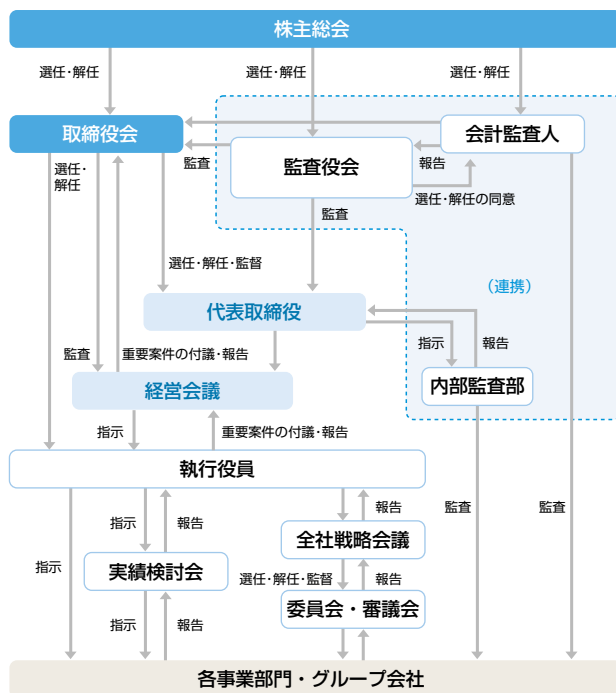 株主総会
選任・解任
選任・解任
選任・解任
取締役会
会計監査人
監査役会
監査
報告
選任・
解任
選任・解任の同意
監査
選任・解任・監督
（連携）
代表取締役
指示
報告
監査
重要案件の付議・報告
経営会議
内部監査部
指示
重要案件の付議・報告
執行役員
指示
報告
報告
監査
監査
全社戦略会議
指示
実績検討会
選任・解任・監督
報告
委員会・審議会
指示
報告
各事業部門・グループ会社